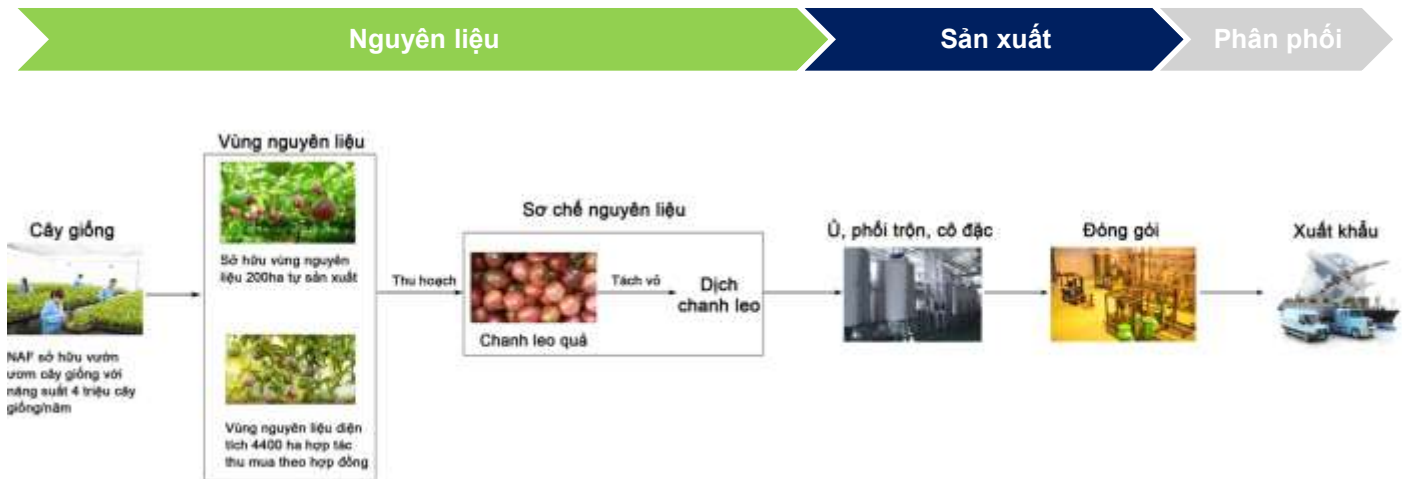 Nguyên liệu
Sản xuất
Phân phối
Cây giống
NAF sở hữu vườn
ươm cây giống với
năng suất 4 triệu cây
giống/năm
Vùng nguyên liệu
Sở hữu vùng nguyên
liệu 200ha tự sản xuất
Vùng nguyên liệu diện
tích 4400 ha hợp tác
thu mua theo hợp đồng
Thu hoạch
Sơ chế nguyên liệu
Chanh leo quả
Tách vỏ
Dịch
chanh leo
Ủ, phối trộn, cô đặc
Đóng gói
Xuất khẩu